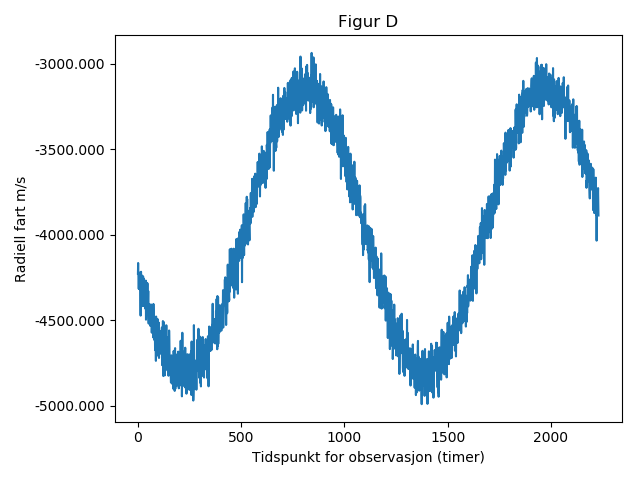 Figur D
-3000.000
-3500.000
-4000.000
-4500.000
-5000.000
Radiell fart m/s
0 500 1000 1500 2000
Tidspunkt for observasjon (timer)